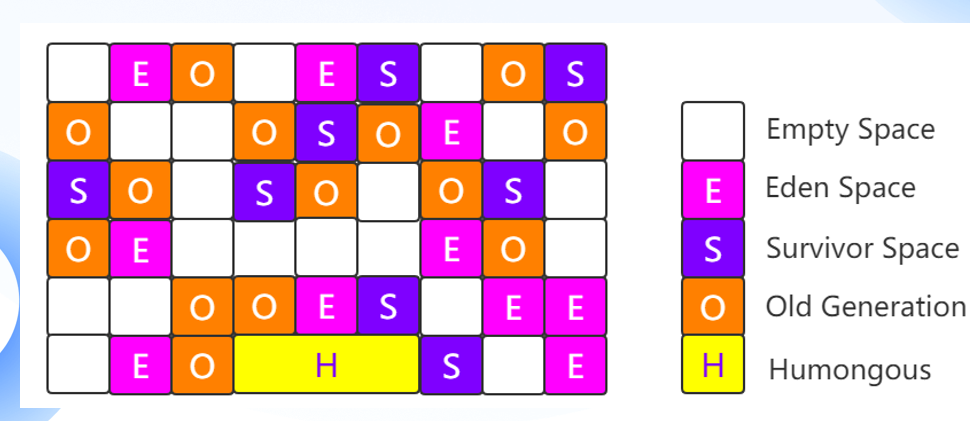 E O E S O S
O O S O E O
S O S O O S
O E E O
O O E S E E
E O H S E
Empty Space
E Eden Space
S Survivor Space
O Old Generation
H Humongous